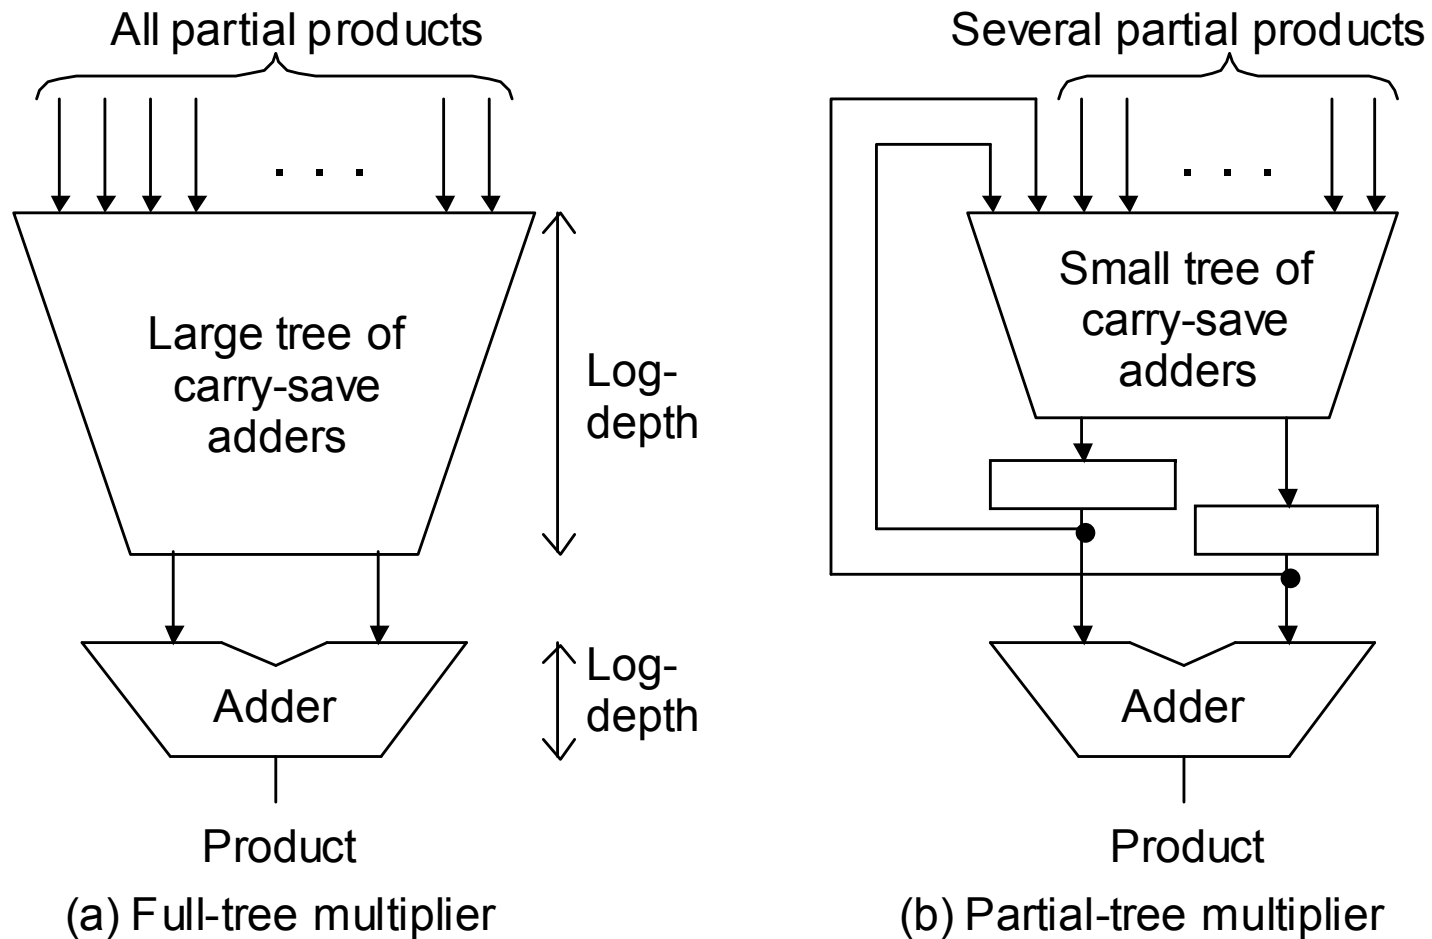 All partial products
. . .
Large tree of
carry-save
adders
Log-
depth
Adder
Log-
depth
Product
(a) Full-tree multiplier
Several partial products
. . .
Small tree of
carry-save
adders
Adder
Product
(b) Partial-tree multiplier